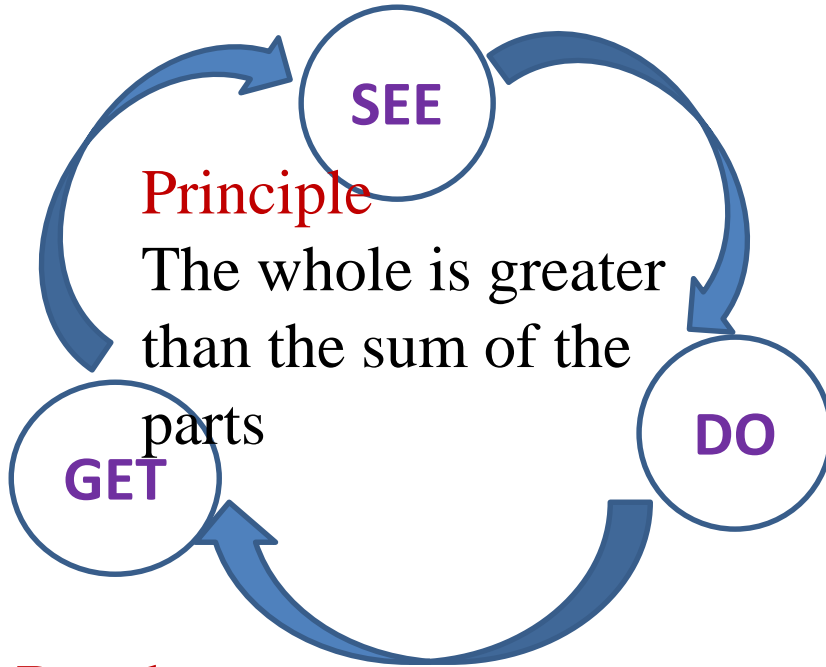 SEE
Principle
The whole is greater
than the sum of the
parts
DO
GET